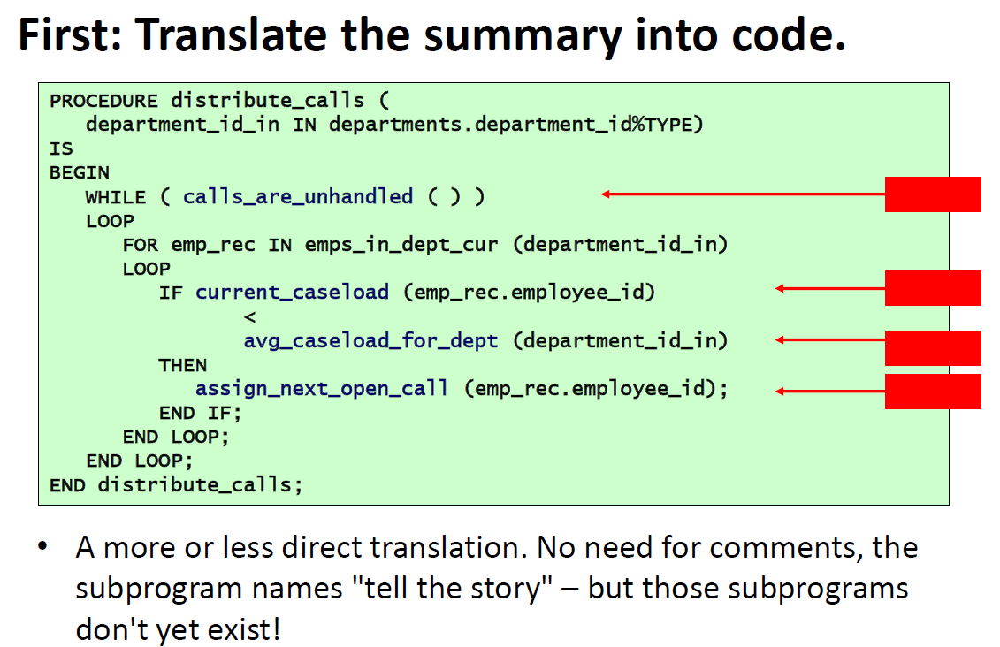 First: Translate the summary into code.
PROCEDURE distribute_calls (
department_id_in IN departments.department_id%TYPE)
IS
BEGIN
WHILE ( calls_are_unhandled ( ) )
LOOP
FOR emp_rec IN emps_in_dept_cur (department_id_in)
LOOP
IF current_caseload (emp_rec.employee_id)
<
avg_caseload_for_dept (department_id_in)
THEN
assign_next_open_call (emp_rec.employee_id);
END IF;
END LOOP;
END LOOP;
END distribute_calls;
• A more or less direct translation. No need for comments, the
subprogram names "tell the story" – but those subprograms
don't yet exist!